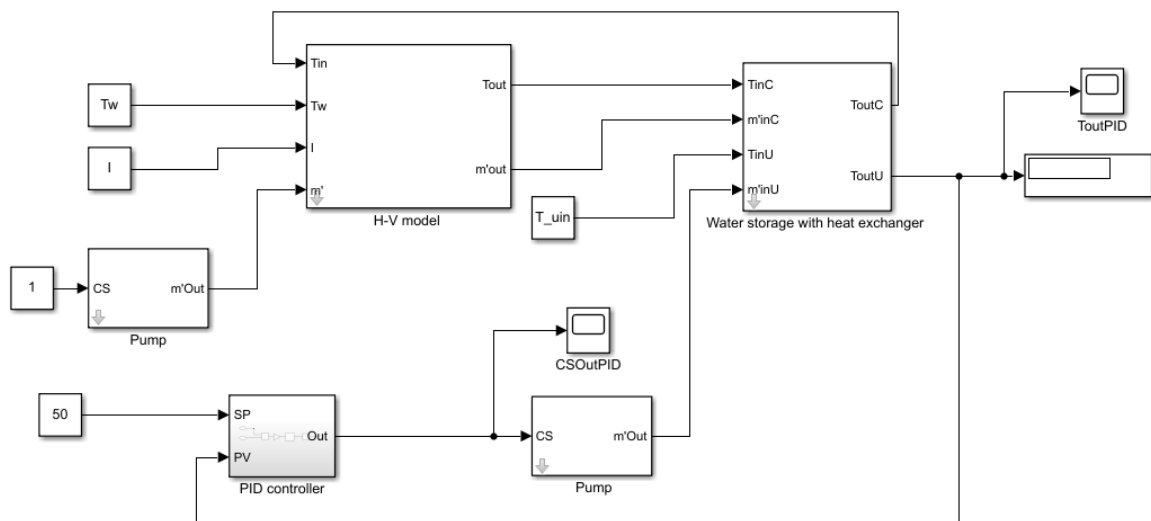 Tin
Tw
I
m'
Tout
m'out
H-V model
Tw
I
TinC
m'inC
TinU
m'inU
ToutC
ToutU
Water storage with heat exchanger
ToutPID
T_uin
1
CS
m'Out
Pump
CSOutPID
50
SP
PV
Out
PID controller
CS
m'Out
Pump